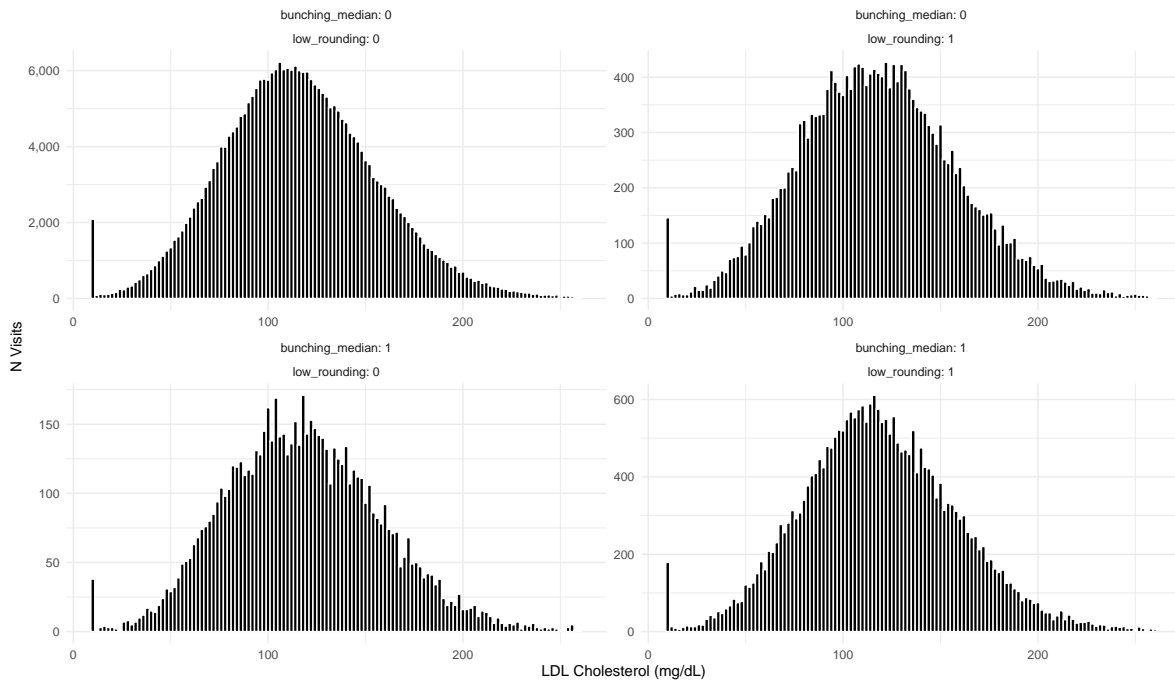 bunching_median: 0
low_rounding: 0
6,000
4,000
2,000
0
0
100
200
bunching_median: 0
low_rounding: 1
400
300
200
100
0
0
100
200
bunching_median: 1
low_rounding: 0
150
100
50
0
0
100
200
bunching_median: 1
low_rounding: 1
600
400
200
0
0
100
200
N Visits
LDL Cholesterol (mg/dL)